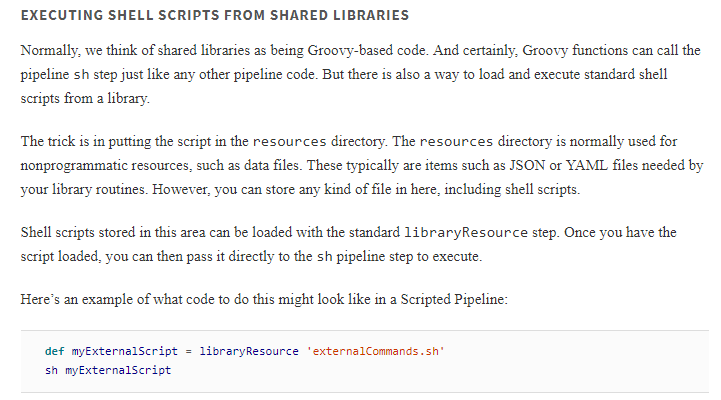 EXECUTING SHELL SCRIPTS FROM SHARED LIBRARIES
Normally, we think of shared libraries as being Groovy-based code. And certainly, Groovy functions can call the
pipeline sh step just like any other pipeline code. But there is also a way to load and execute standard shell
scripts from a library.
The trick is in putting the script in the resources directory. The resources directory is normally used for
nonprogrammatic resources, such as data files. These typically are items such as JSON or YAML files needed by
your library routines. However, you can store any kind of file in here, including shell scripts.
Shell scripts stored in this area can be loaded with the standard libraryResource step. Once you have the
script loaded, you can then pass it directly to the sh pipeline step to execute.
Here’s an example of what code to do this might look like in a Scripted Pipeline:
def myExternalScript = libraryResource 'externalCommands.sh'
sh myExternalScript